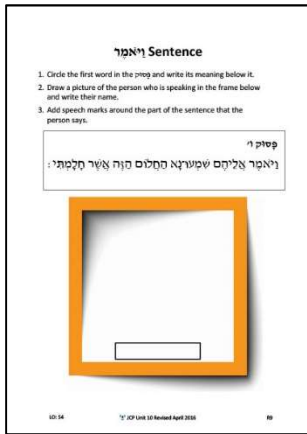 וַיֹּאמֶר Sentence
1. Circle the first word in the פָּסוּק and write its meaning below it.
2. Draw a picture of the person who is speaking in the frame below
and write their name.
3. Add speech marks around the part of the sentence that the
person says.
פָּסוּק ו׳
וַיֹּאמֶר אֲלֵיהֶם שִׁמְעוּ־נָא הַחֲלוֹם הַזֶּה אֲשֶׁר חָלָמְתִּי:
LO: 54
JCP Unit 10 Revised April 2016
R9